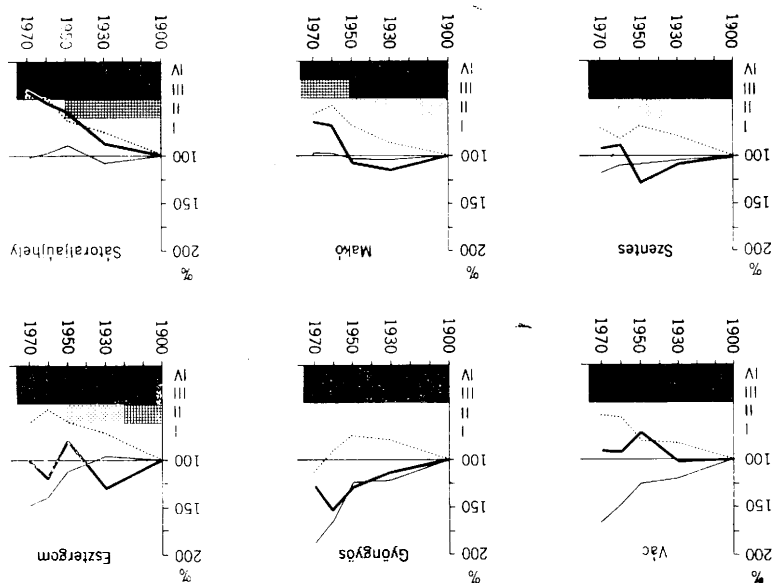 %
200
Vác
150
100
I
II
III
IV
1900 1930 1950 1970
%
200
Gyöngyös
150
100
I
II
III
IV
1900 1930 1950 1970
%
200
Esztergom
150
100
I
II
III
IV
1900 1930 1950 1970
%
200
Szentes
150
100
I
II
III
IV
1900 1930 1950 1970
%
200
Makó
150
100
I
II
III
IV
1900 1930 1950 1970
%
200
Sátoraljaújhely
150
100
I
II
III
IV
1900 1930 1950 1970